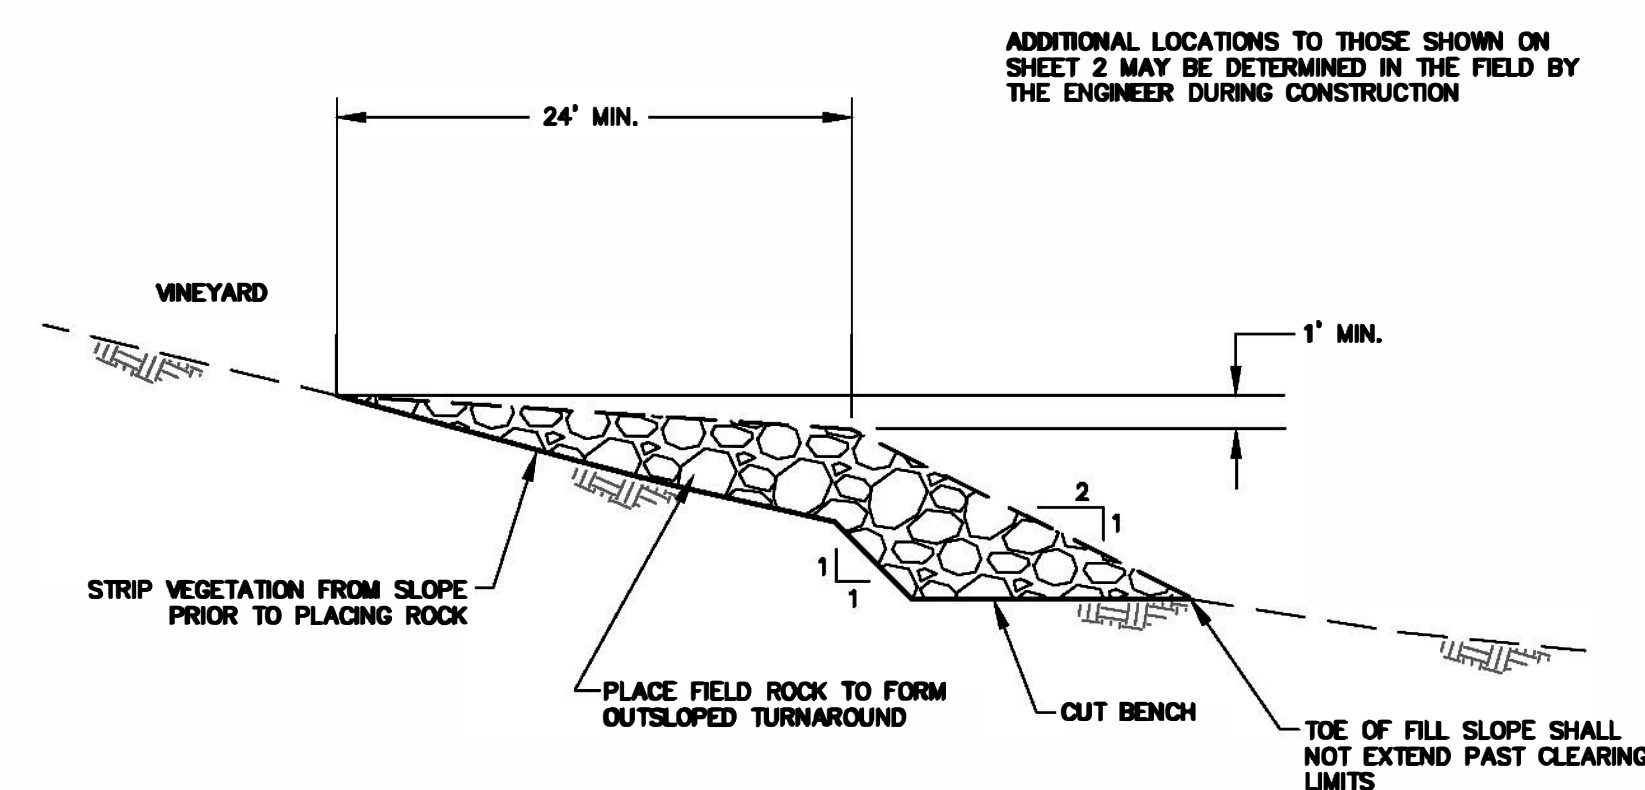 ADDITIONAL LOCATIONS TO THOSE SHOWN ON
SHEET 2 MAY BE DETERMINED IN THE FIELD BY
THE ENGINEER DURING CONSTRUCTION
24' MIN.
VINEYARD
1' MIN.
2
1
1
1
STRIP VEGETATION FROM SLOPE
PRIOR TO PLACING ROCK
PLACE FIELD ROCK TO FORM
OUTSLOPED TURNAROUND
CUT BENCH
TOE OF FILL SLOPE SHALL
NOT EXTEND PAST CLEARING
LIMITS